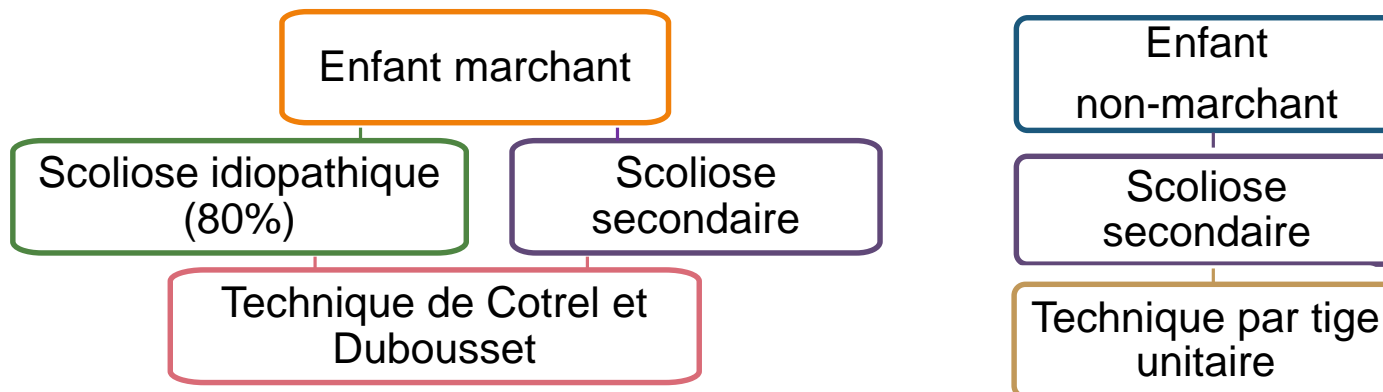 Enfant marchant
Scoliose idiopathique
(80%)
Scoliose
secondaire
Technique de Cotrel et
Dubousset
Enfant
non-marchant
Scoliose
secondaire
Technique par tige
unitaire